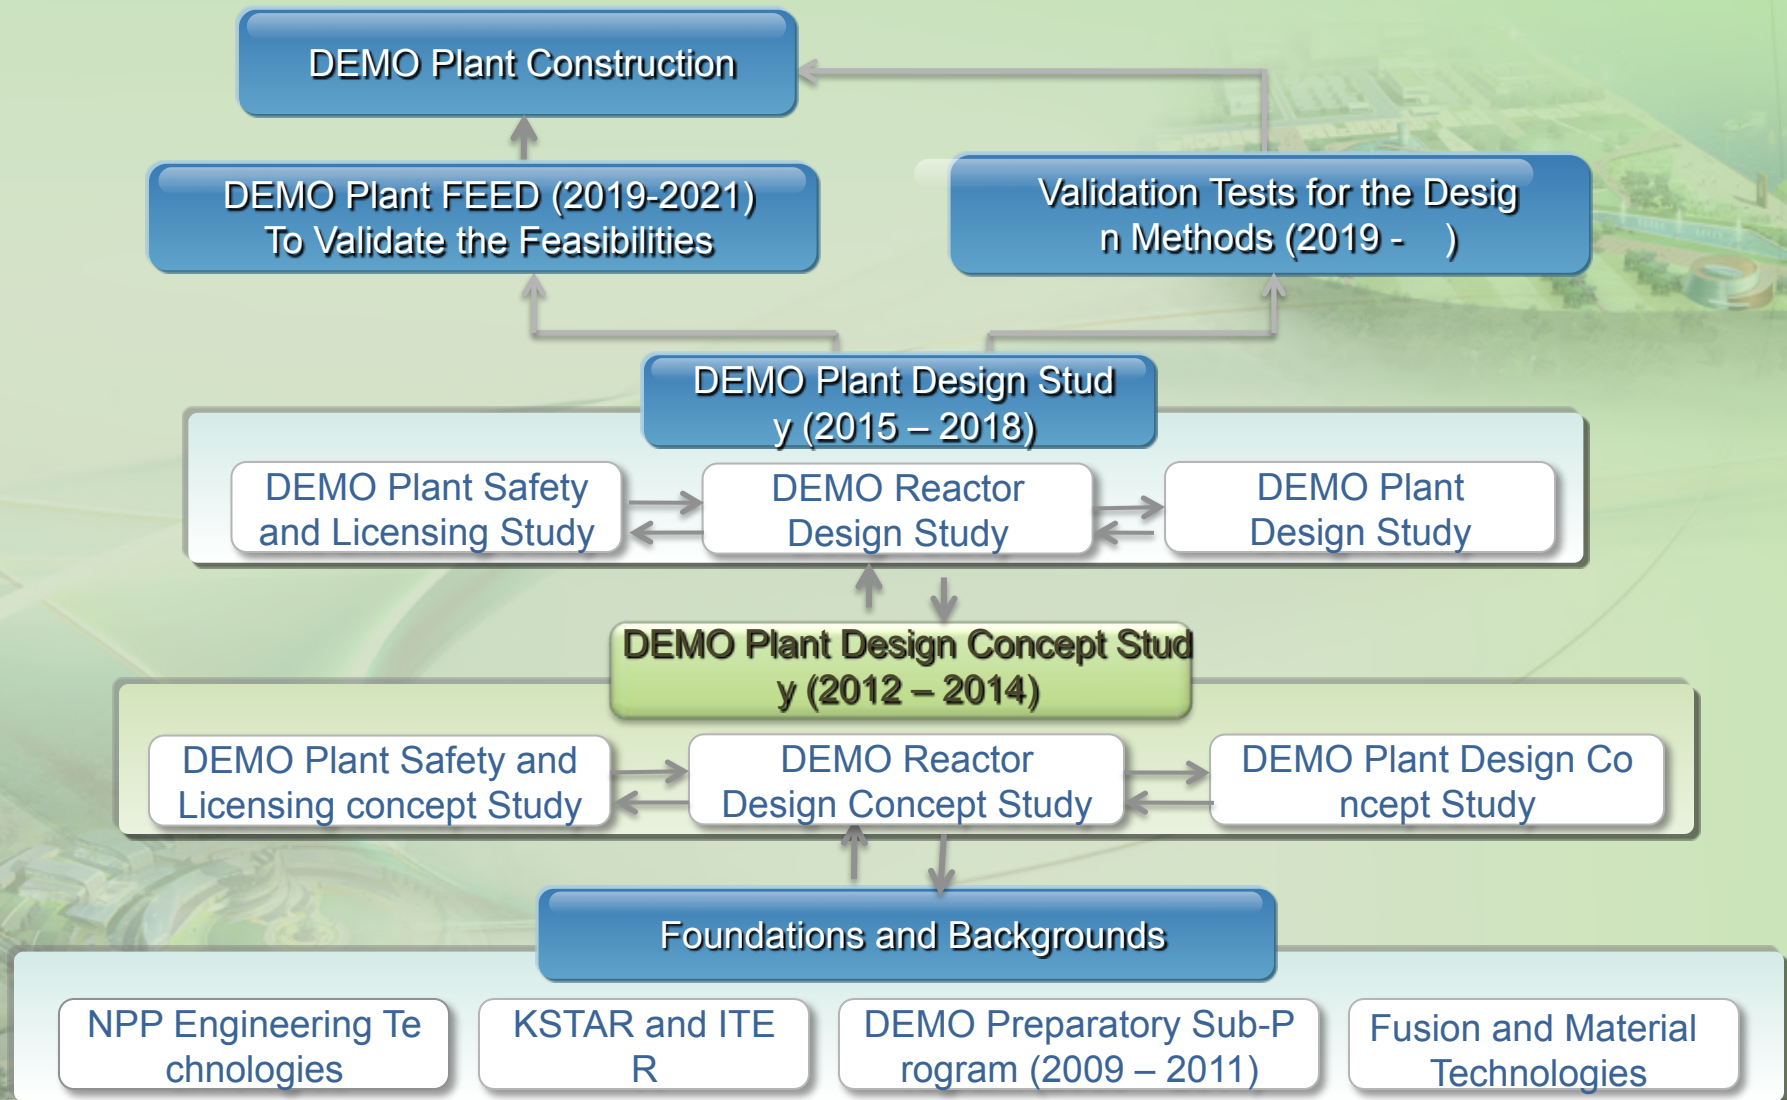 DEMO Plant Construction
DEMO Plant FEED (2019-2021)
To Validate the Feasibilities
Validation Tests for the Desig
n Methods (2019 -    )
DEMO Plant Design Stud
y (2015 – 2018)
DEMO Plant Safety
and Licensing Study
DEMO Reactor
Design Study
DEMO Plant
Design Study
DEMO Plant Design Concept Stud
y (2012 – 2014)
DEMO Plant Safety and
Licensing concept Study
DEMO Reactor
Design Concept Study
DEMO Plant Design Co
ncept Study
Foundations and Backgrounds
NPP Engineering Te
chnologies
KSTAR and ITE
R
DEMO Preparatory Sub-P
rogram (2009 – 2011)
Fusion and Material
Technologies